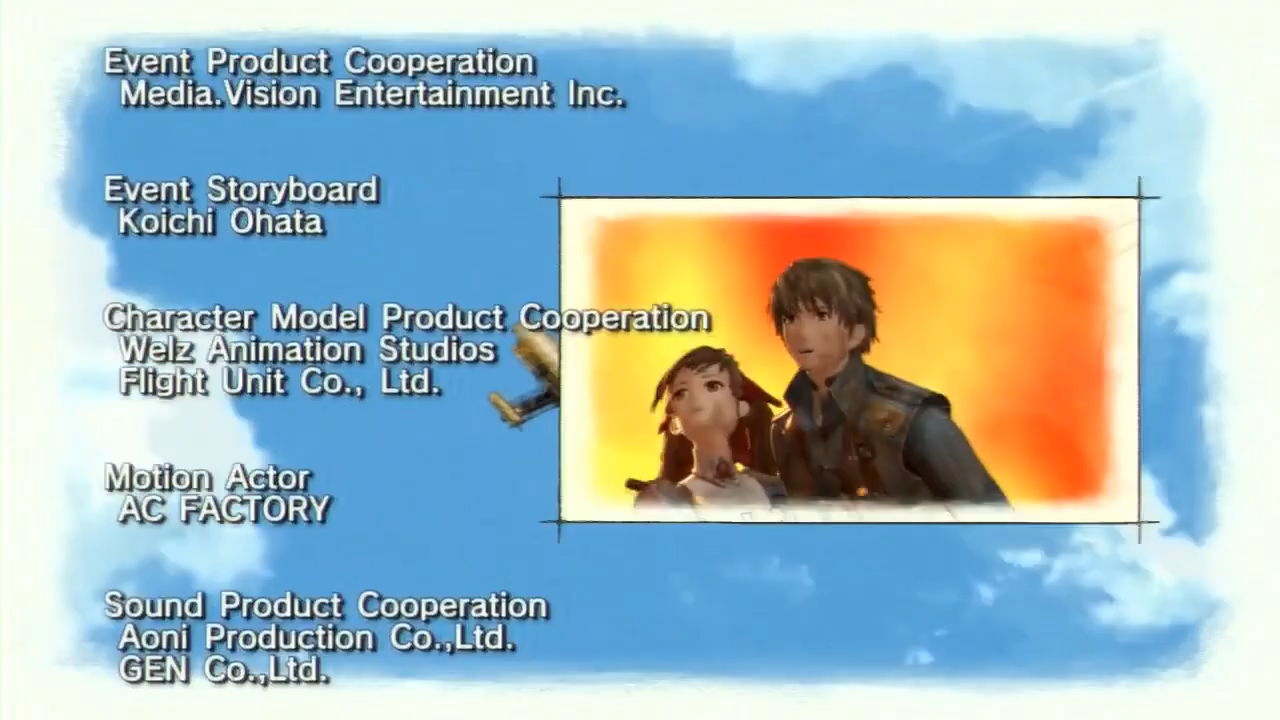 Event Product Cooperation
Media.Vision Entertainment Inc.
Event Storyboard
Koichi Ohata
Character Model Product Cooperation
Welz Animation Studios
Flight Unit Co., Ltd.
Motion Actor
AC FACTORY
Sound Product Cooperation
Aoni Production Co.,Ltd.
GEN Co.,Ltd.